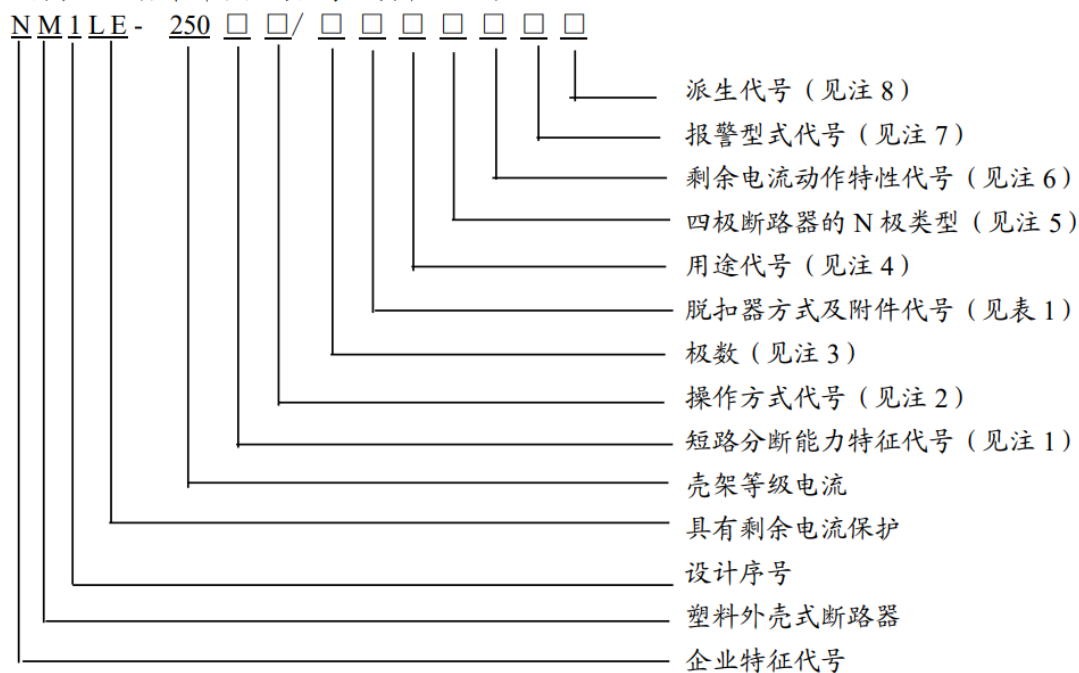 NM1LE- 250 □ □/ □ □ □ □ □ □ □
派生代号（见注 8）
报警型式代号（见注 7）
剩余电流动作特性代号（见注 6）
四极断路器的 N 极类型（见注 5）
用途代号（见注 4）
脱扣器方式及附件代号（见表 1）
极数（见注 3）
操作方式代号（见注 2）
短路分断能力特征代号（见注 1）
壳架等级电流
具有剩余电流保护
设计序号
塑料外壳式断路器
企业特征代号